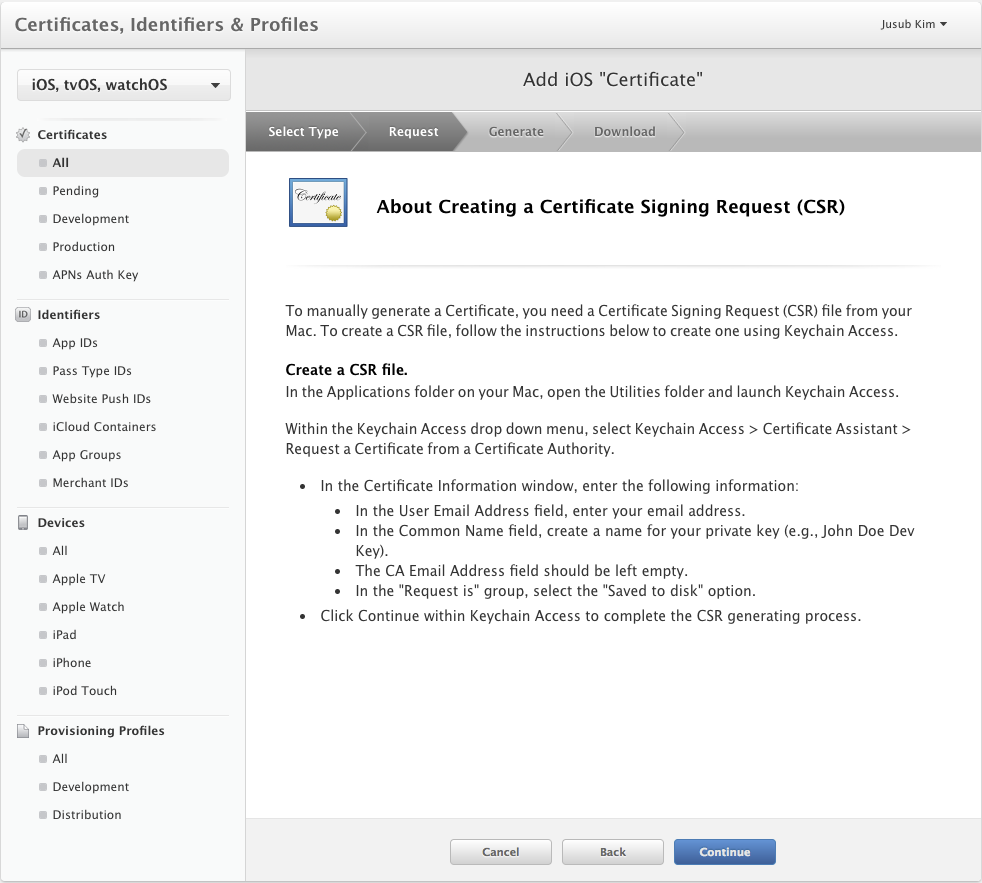 Certificates, Identifiers & Profiles
Jusub Kim
iOS, tvOS, watchOS
Certificates
All
Pending
Development
Production
APNs Auth Key
ID
Identifiers
App IDs
Pass Type IDs
Website Push IDs
iCloud Containers
App Groups
Merchant IDs
Devices
All
Apple TV
Apple Watch
iPad
iPhone
iPod Touch
Provisioning Profiles
All
Development
Distribution
Add iOS "Certificate"
Select Type
Request
Generate
Download
Certificate
About Creating a Certificate Signing Request (CSR)
To manually generate a Certificate, you need a Certificate Signing Request (CSR) file from your
Mac. To create a CSR file, follow the instructions below to create one using Keychain Access.
Create a CSR file.
In the Applications folder on your Mac, open the Utilities folder and launch Keychain Access.
Within the Keychain Access drop down menu, select Keychain Access > Certificate Assistant >
Request a Certificate from a Certificate Authority.
• In the Certificate Information window, enter the following information:
• In the User Email Address field, enter your email address.
• In the Common Name field, create a name for your private key (e.g., John Doe Dev
Key).
• The CA Email Address field should be left empty.
• In the "Request is" group, select the "Saved to disk" option.
• Click Continue within Keychain Access to complete the CSR generating process.
Cancel
Back
Continue